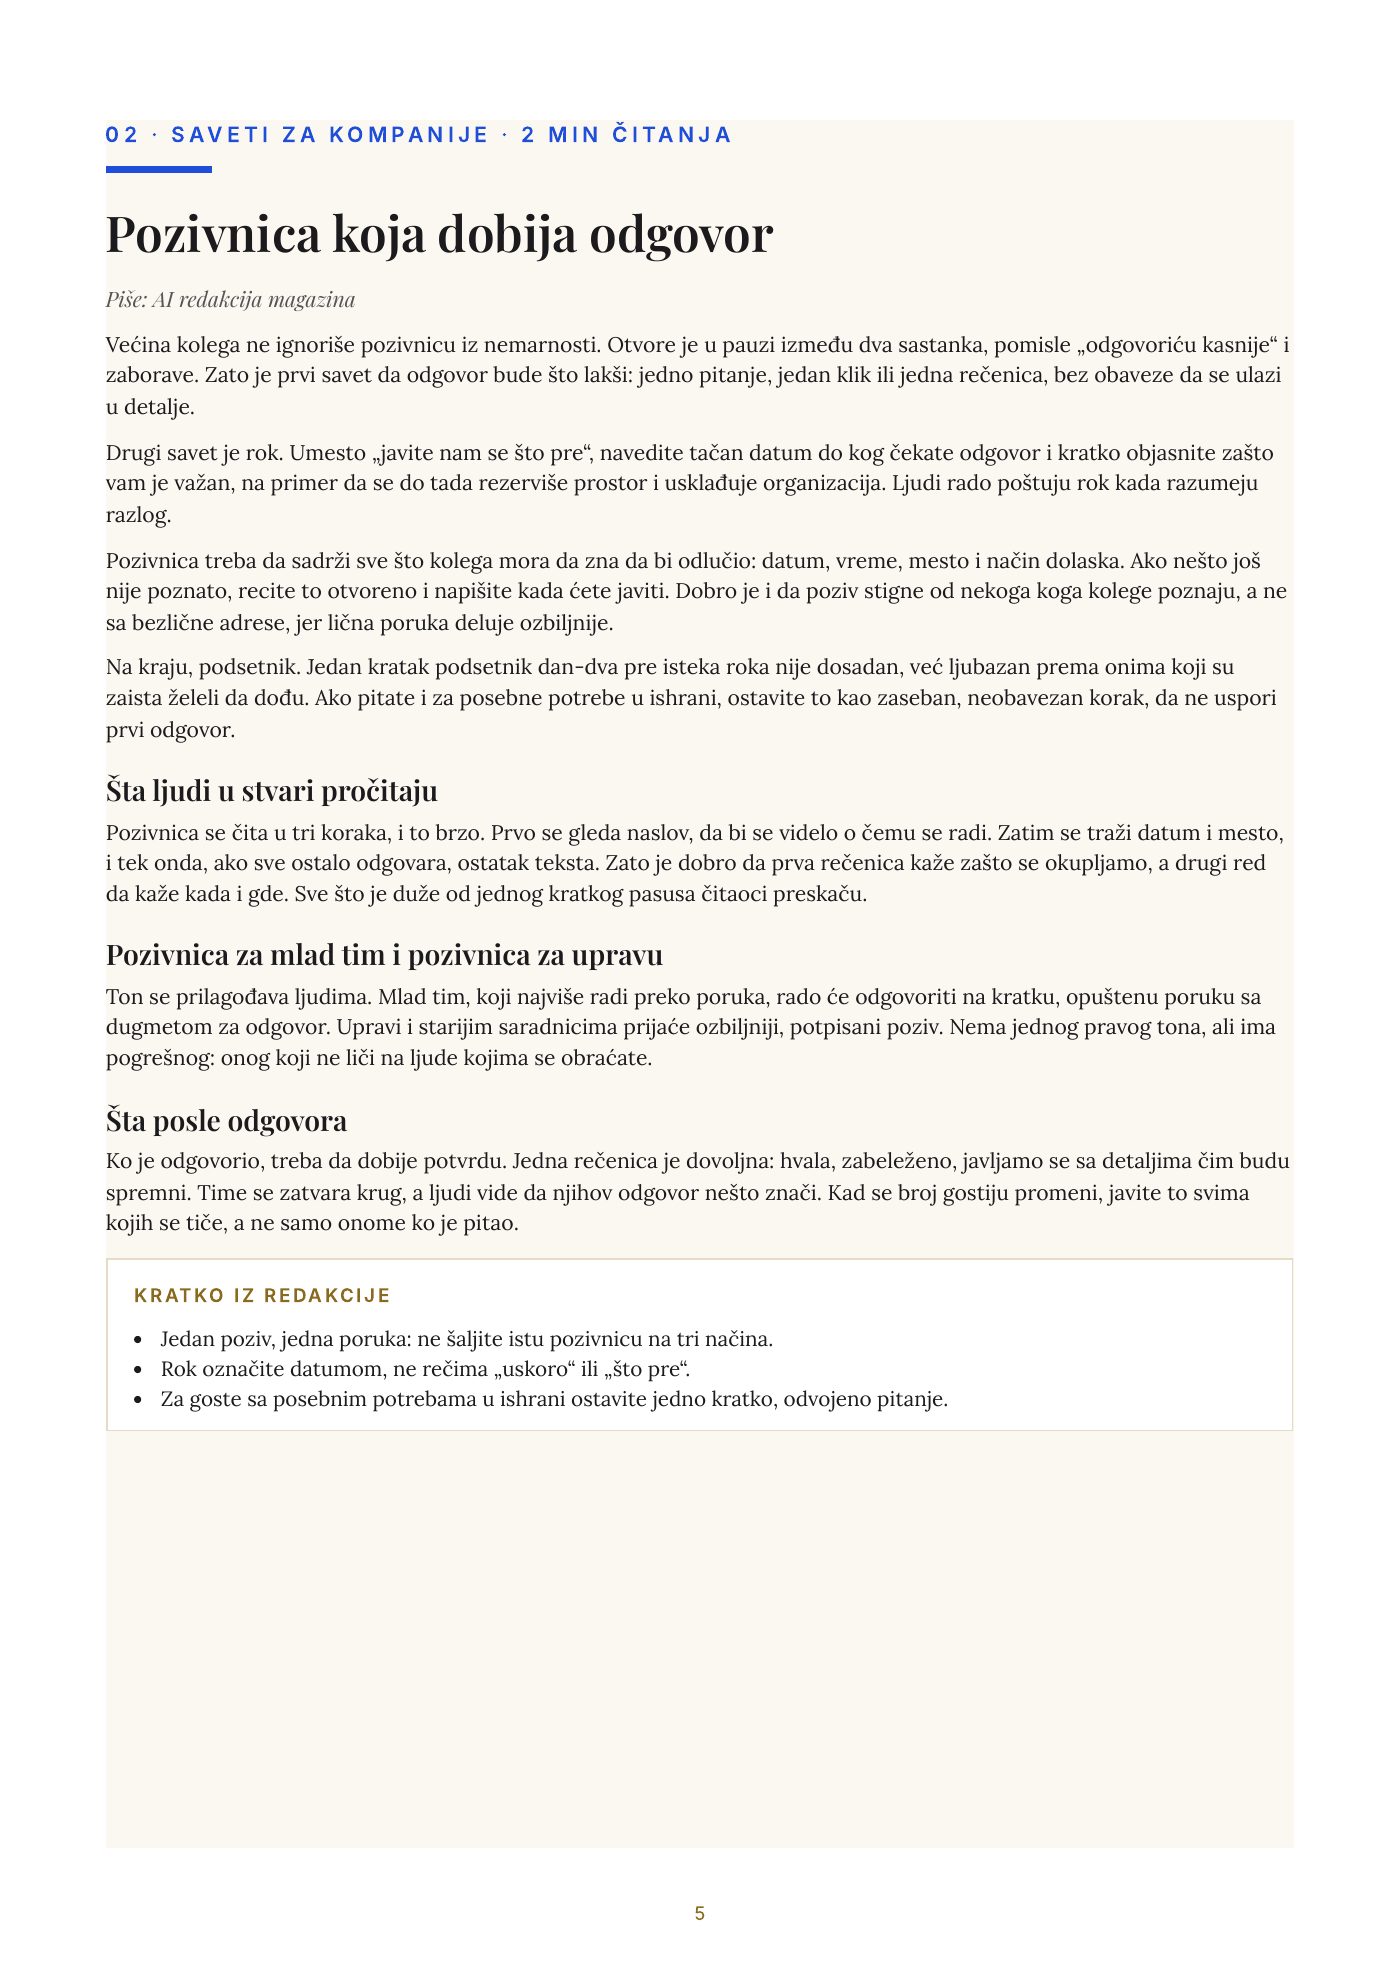 02 · SAVETI ZA KOMPANIJE · 2 MIN ČITANJA
Pozivnica koja dobija odgovor
Piše: AI redakcija magazina
Većina kolega ne ignoriše pozivnicu iz nemarnosti. Otvore je u pauzi između dva sastanka, pomisle „odgovoriću kasnije“ i
zaborave. Zato je prvi savet da odgovor bude što lakši: jedno pitanje, jedan klik ili jedna rečenica, bez obaveze da se ulazi
u detalje.
Drugi savet je rok. Umesto „javite nam se što pre“, navedite tačan datum do kog čekate odgovor i kratko objasnite zašto
vam je važan, na primer da se do tada rezerviše prostor i usklađuje organizacija. Ljudi rado poštuju rok kada razumeju
razlog.
Pozivnica treba da sadrži sve što kolega mora da zna da bi odlučio: datum, vreme, mesto i način dolaska. Ako nešto još
nije poznato, recite to otvoreno i napišite kada ćete javiti. Dobro je i da poziv stigne od nekoga koga kolege poznaju, a ne
sa bezlične adrese, jer lična poruka deluje ozbiljnije.
Na kraju, podsetnik. Jedan kratak podsetnik dan-dva pre isteka roka nije dosadan, već ljubazan prema onima koji su
zaista želeli da dođu. Ako pitate i za posebne potrebe u ishrani, ostavite to kao zaseban, neobavezan korak, da ne uspori
prvi odgovor.
Šta ljudi u stvari pročitaju
Pozivnica se čita u tri koraka, i to brzo. Prvo se gleda naslov, da bi se videlo o čemu se radi. Zatim se traži datum i mesto,
i tek onda, ako sve ostalo odgovara, ostatak teksta. Zato je dobro da prva rečenica kaže zašto se okupljamo, a drugi red
da kaže kada i gde. Sve što je duže od jednog kratkog pasusa čitaoci preskaču.
Pozivnica za mlad tim i pozivnica za upravu
Ton se prilagođava ljudima. Mlad tim, koji najviše radi preko poruka, rado će odgovoriti na kratku, opuštenu poruku sa
dugmetom za odgovor. Upravi i starijim saradnicima prijaće ozbiljniji, potpisani poziv. Nema jednog pravog tona, ali ima
pogrešnog: onog koji ne liči na ljude kojima se obraćate.
Šta posle odgovora
Ko je odgovorio, treba da dobije potvrdu. Jedna rečenica je dovoljna: hvala, zabeleženo, javljamo se sa detaljima čim budu
spremni. Time se zatvara krug, a ljudi vide da njihov odgovor nešto znači. Kad se broj gostiju promeni, javite to svima
kojih se tiče, a ne samo onome ko je pitao.
KRATKO IZ REDAKCIJE
• Jedan poziv, jedna poruka: ne šaljite istu pozivnicu na tri načina.
• Rok označite datumom, ne rečima „uskoro“ ili „što pre“.
• Za goste sa posebnim potrebama u ishrani ostavite jedno kratko, odvojeno pitanje.
5